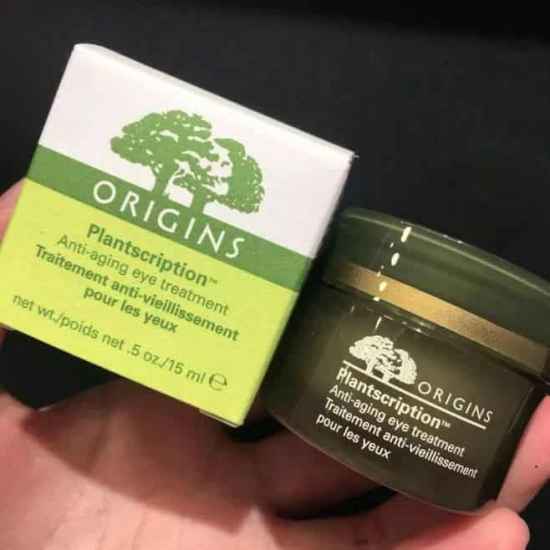 ORIGINS
Plantscription™
Anti-aging eye treatment
Traitement anti-vieillissement
pour les yeux
net wt./poids net .5 oz./15 ml ℮
ORIGINS
Plantscription™
Anti-aging eye treatment
Traitement anti-vieillissement
pour les yeux